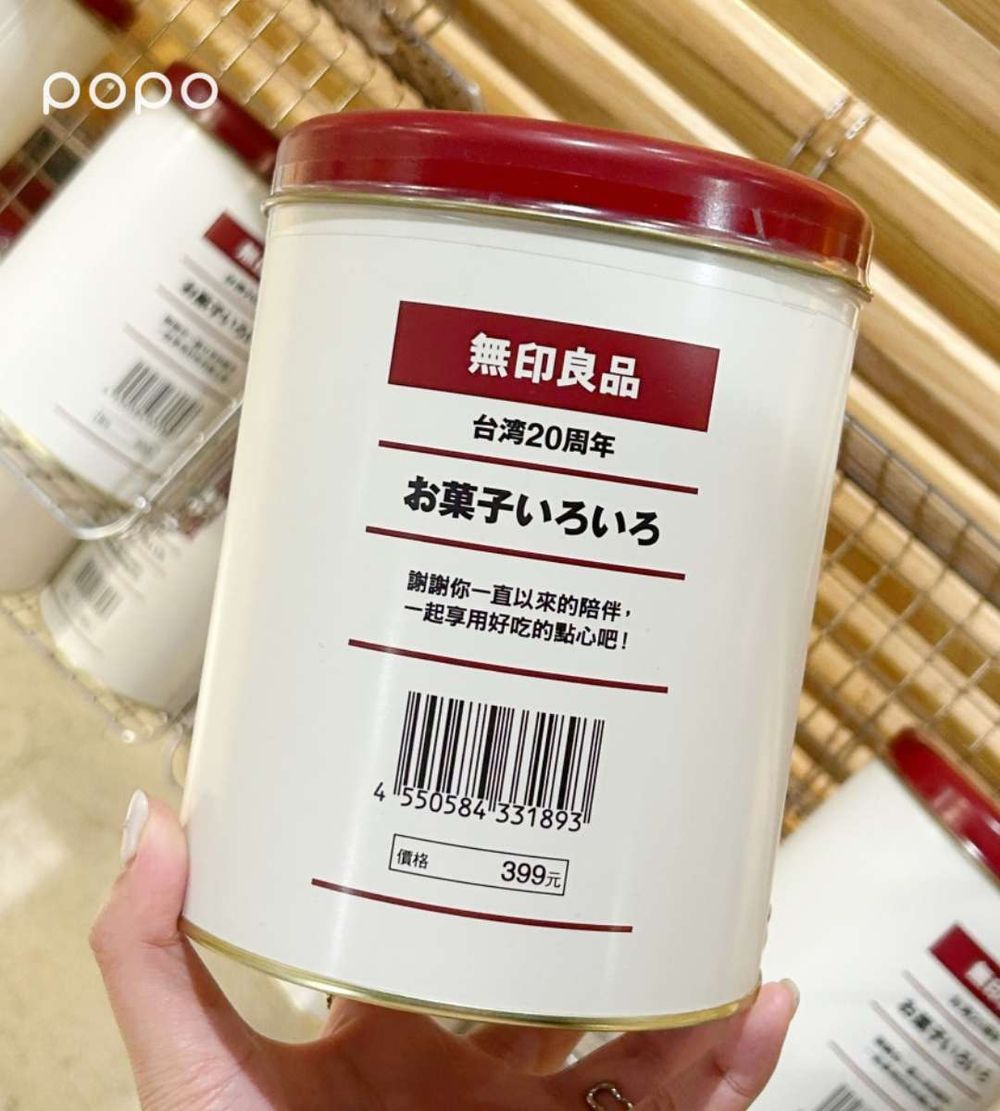 popo
無印良品
台湾20周年
お菓子いろいろ
謝謝你一直以來的陪伴，
一起享用好吃的點心吧！
4 550584 331893
價格 399元